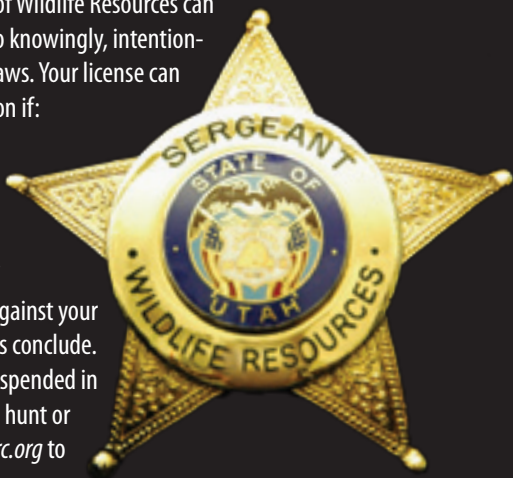 of Wildlife Resources can
o knowingly, intention-
aws. Your license can
on if:
SERGEANT
STATE OF
UTAH
• WILDLIFE RESOURCES •
gainst your
s conclude.
spended in
hunt or
rc.org to